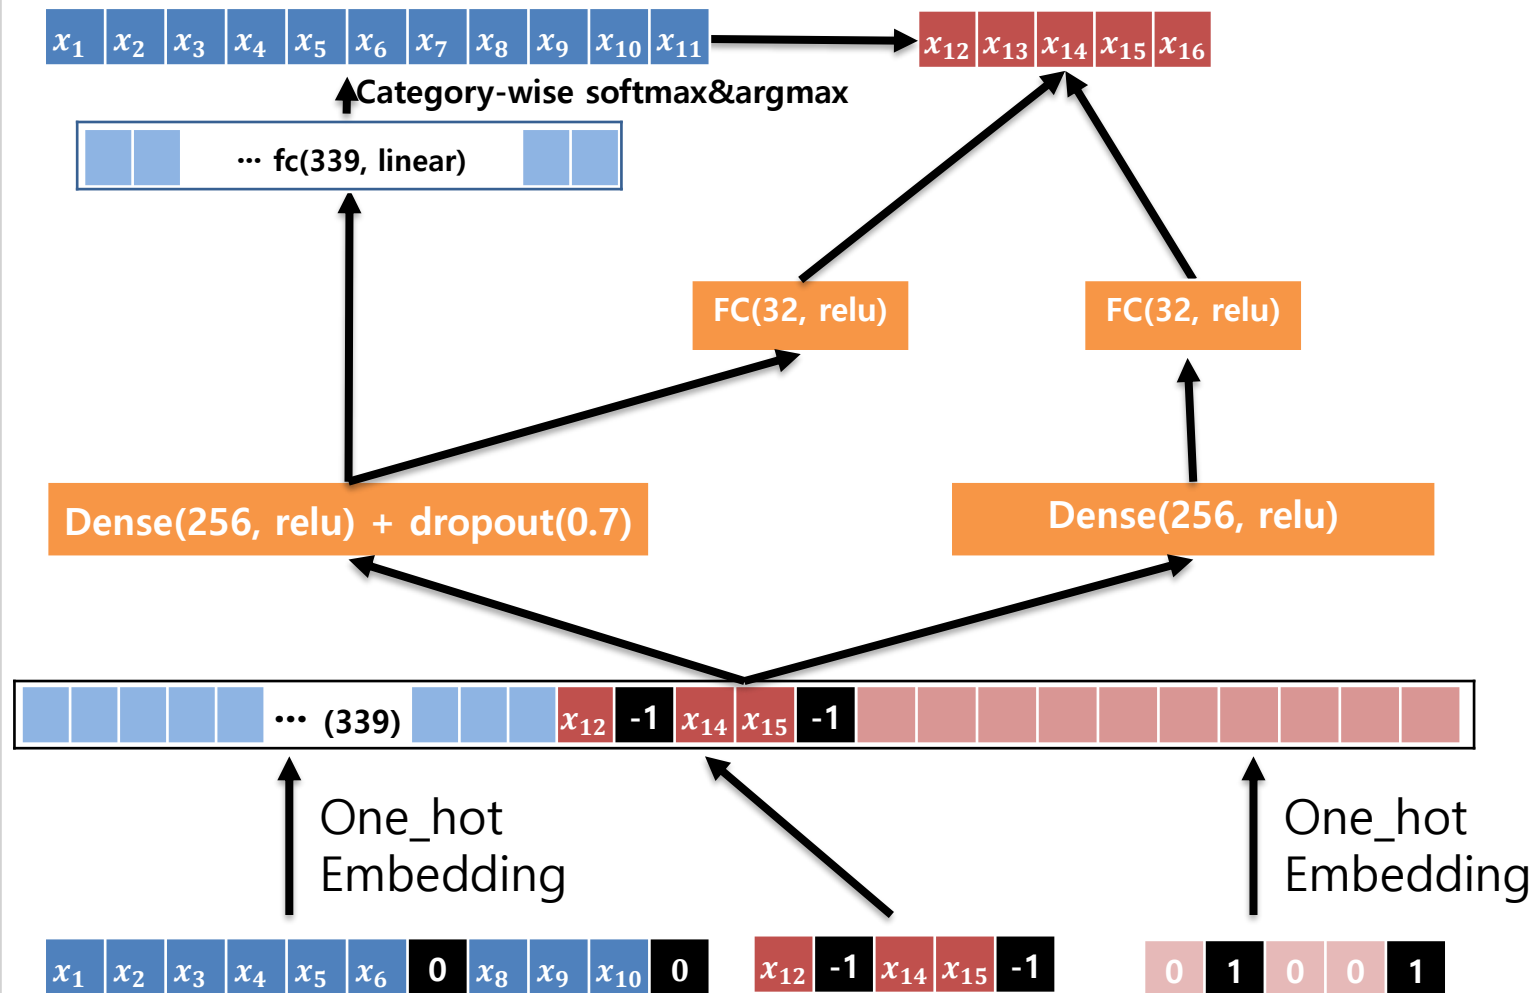 x₁ x₂ x₃ x₄ x₅ x₆ x₇ x₈ x₉ x₁₀ x₁₁
x₁₂ x₁₃ x₁₄ x₁₅ x₁₆
Category-wise softmax&argmax
··· fc(339, linear)
FC(32, relu)
FC(32, relu)
Dense(256, relu) + dropout(0.7)
Dense(256, relu)
··· (339)
x₁₂ -1 x₁₄ x₁₅ -1
One_hot
Embedding
One_hot
Embedding
x₁ x₂ x₃ x₄ x₅ x₆ 0 x₈ x₉ x₁₀ 0
x₁₂ -1 x₁₄ x₁₅ -1
0 1 0 0 1